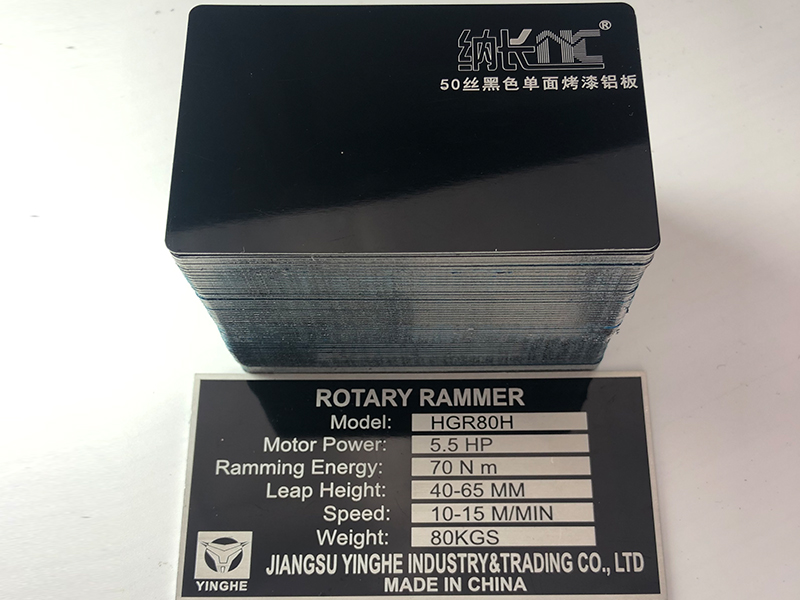 纳长NC®
50丝黑色单面烤漆铝板
ROTARY RAMMER
Model: HGR80H
Motor Power: 5.5 HP
Ramming Energy: 70 N m
Leap Height: 40-65 MM
Speed: 10-15 M/MIN
Weight: 80KGS
YINGHE
JIANGSU YINGHE INDUSTRY&TRADING CO., LTD
MADE IN CHINA